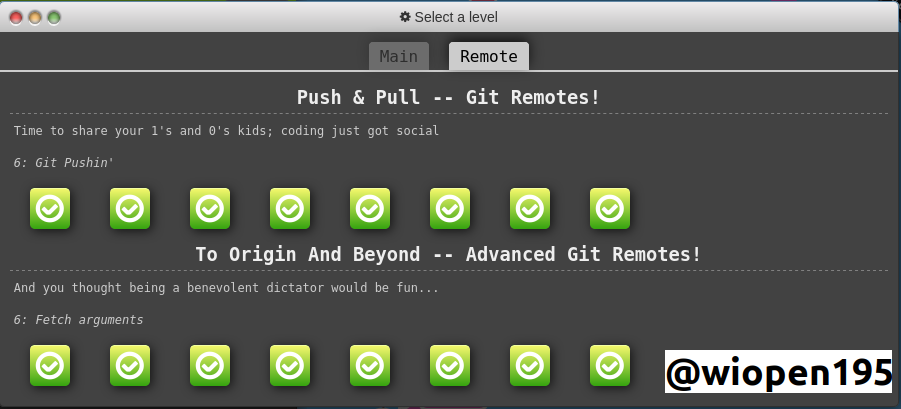 Select a level
Main Remote
Push & Pull -- Git Remotes!
Time to share your 1's and 0's kids; coding just got social
6: Git Pushin'
To Origin And Beyond -- Advanced Git Remotes!
And you thought being a benevolent dictator would be fun...
6: Fetch arguments
@wiopen195